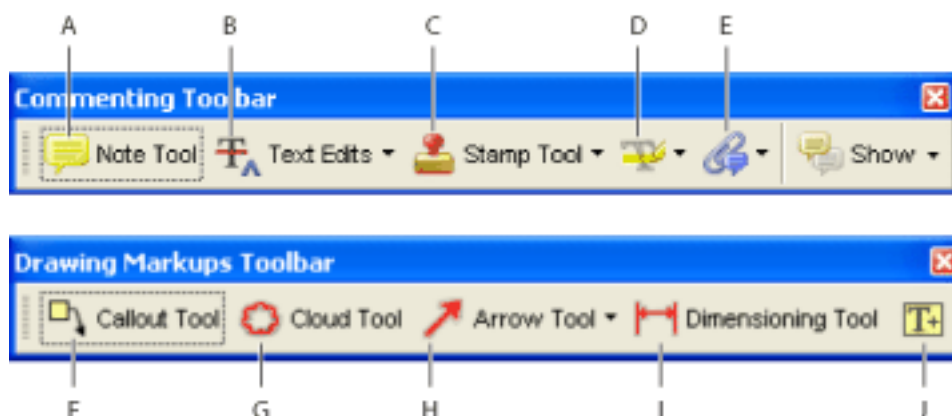 A B C D E
Commenting Toolbar
Note Tool Text Edits Stamp Tool Show
Drawing Markups Toolbar
Callout Tool Cloud Tool Arrow Tool Dimensioning Tool T+
F G H I J